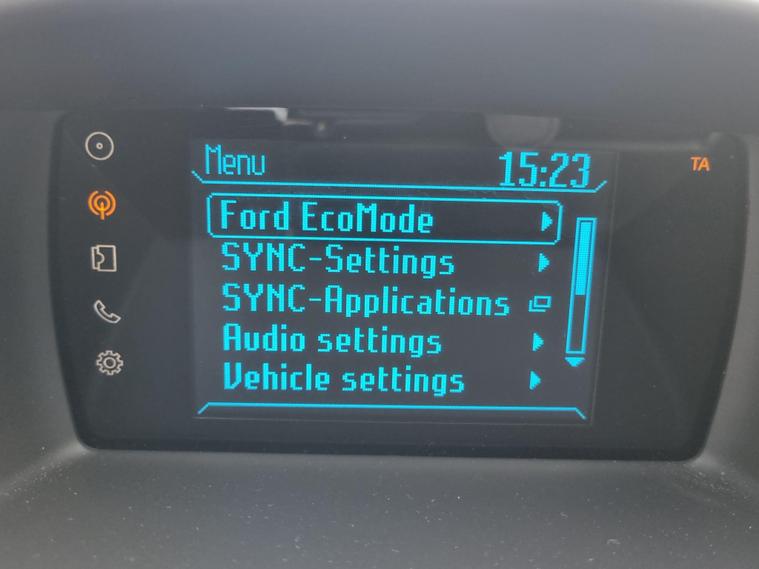 Menu 15:23 TA
Ford EcoMode
SYNC-Settings
SYNC-Applications
Audio settings
Vehicle settings